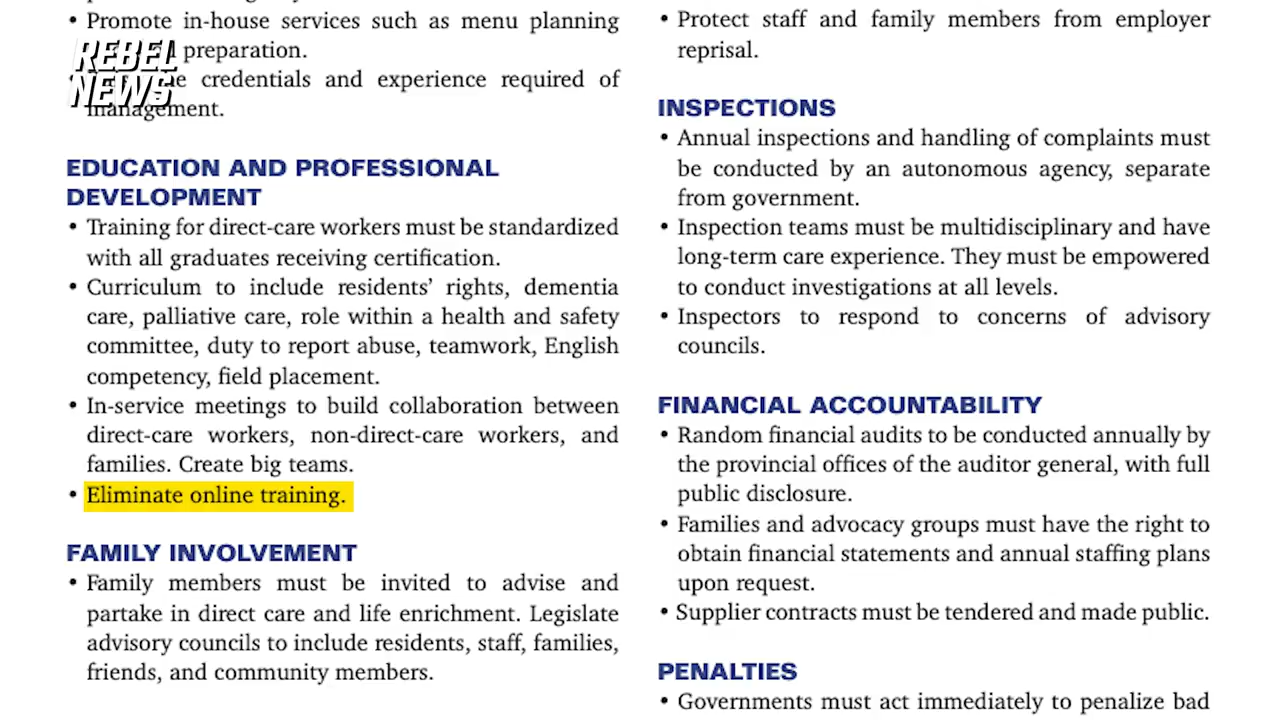 • Promote in-house services such as menu planning
preparation.
credentials and experience required of
management.
REBEL
NEWS
EDUCATION AND PROFESSIONAL
DEVELOPMENT
• Training for direct-care workers must be standardized
with all graduates receiving certification.
• Curriculum to include residents’ rights, dementia
care, palliative care, role within a health and safety
committee, duty to report abuse, teamwork, English
competency, field placement.
• In-service meetings to build collaboration between
direct-care workers, non-direct-care workers, and
families. Create big teams.
• Eliminate online training.
FAMILY INVOLVEMENT
• Family members must be invited to advise and
partake in direct care and life enrichment. Legislate
advisory councils to include residents, staff, families,
friends, and community members.
• Protect staff and family members from employer
reprisal.
INSPECTIONS
• Annual inspections and handling of complaints must
be conducted by an autonomous agency, separate
from government.
• Inspection teams must be multidisciplinary and have
long-term care experience. They must be empowered
to conduct investigations at all levels.
• Inspectors to respond to concerns of advisory
councils.
FINANCIAL ACCOUNTABILITY
• Random financial audits to be conducted annually by
the provincial offices of the auditor general, with full
public disclosure.
• Families and advocacy groups must have the right to
obtain financial statements and annual staffing plans
upon request.
• Supplier contracts must be tendered and made public.
PENALTIES
• Governments must act immediately to penalize bad